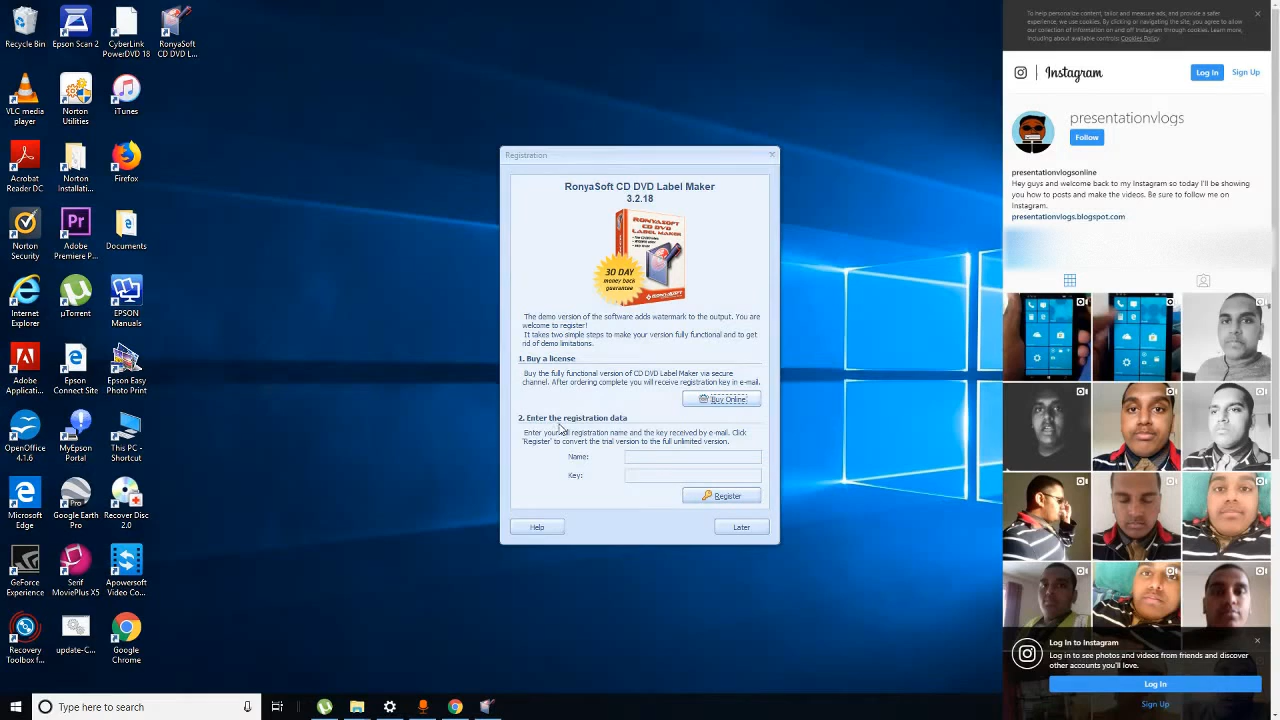 Recycle Bin
Epson Scan 2
CyberLink
PowerDVD 18
RonyaSoft
CD DVD L...
VLC media
player
Norton
Utilities
iTunes
Acrobat
Reader DC
Norton
Installati...
Firefox
Norton
Security
Adobe
Premiere P...
Documents
Internet
Explorer
µTorrent
EPSON
Manuals
Adobe
Application...
Epson
Connect Site
Epson Easy
Photo Print
OpenOffice
4.1.6
MyEpson
Portal
This PC -
Shortcut
Microsoft
Edge
Google Earth
Pro
Recover Disc
2.0
GeForce
Experience
Serif
MoviePlus X5
Apowersoft
Video Co...
Recovery
Toolbox f...
update-C...
Google
Chrome
Type here to search
Registration
RonyaSoft CD DVD Label Maker
3.2.18
RONYASOFT
CD DVD
LABEL MAKER
30 DAY
money back
guarantee
RONYASOFT
The demo version of the software adds watermark to the output. You are
welcome to register!
It takes two simple steps to make your version fully functional and to get
rid of demo limitations.
1. Buy a license
Buy the fully functional version of CD DVD Label Maker via secure
channel. After ordering complete you will receive registration key in e-mail.
Buy Online
2. Enter the registration data
Enter your registration name and the key received by e-mail. Click
'Register' to convert the trial version to the full unlimited version.
Name:
Key:
Register
Help
Later
To help personalize content, tailor and measure ads, and provide a safer
experience, we use cookies. By clicking or navigating the site, you agree to allow
our collection of information on and off Instagram through cookies. Learn more,
including about available controls: Cookies Policy.
Instagram
Log In
Sign Up
presentationvlogs
Follow
presentationvlogsonline
Hey guys and welcome back to my Instagram so today I'll be showing
you how to posts and make the videos. Be sure to follow me on
Instagram.
presentationvlogs.blogspot.com
Log In to Instagram
Log in to see photos and videos from friends and discover
other accounts you'll love.
Log In
Sign Up